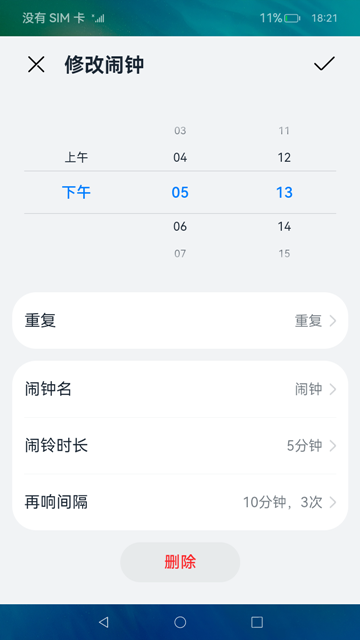 没有 SIM 卡 11% 18:21
修改闹钟
03 11
上午 04 12
下午 05 13
06 14
07 15
重复 重复
闹钟名 闹钟
闹铃时长 5分钟
再响间隔 10分钟，3次
删除